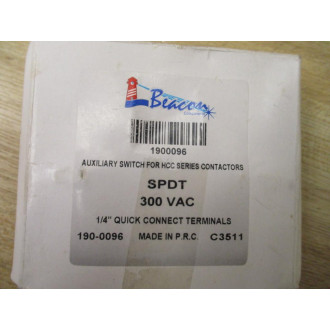 Beacon
1900096
AUXILIARY SWITCH FOR HCC SERIES CONTACTORS
SPDT
300 VAC
1/4" QUICK CONNECT TERMINALS
190-0096 MADE IN P.R.C. C3511